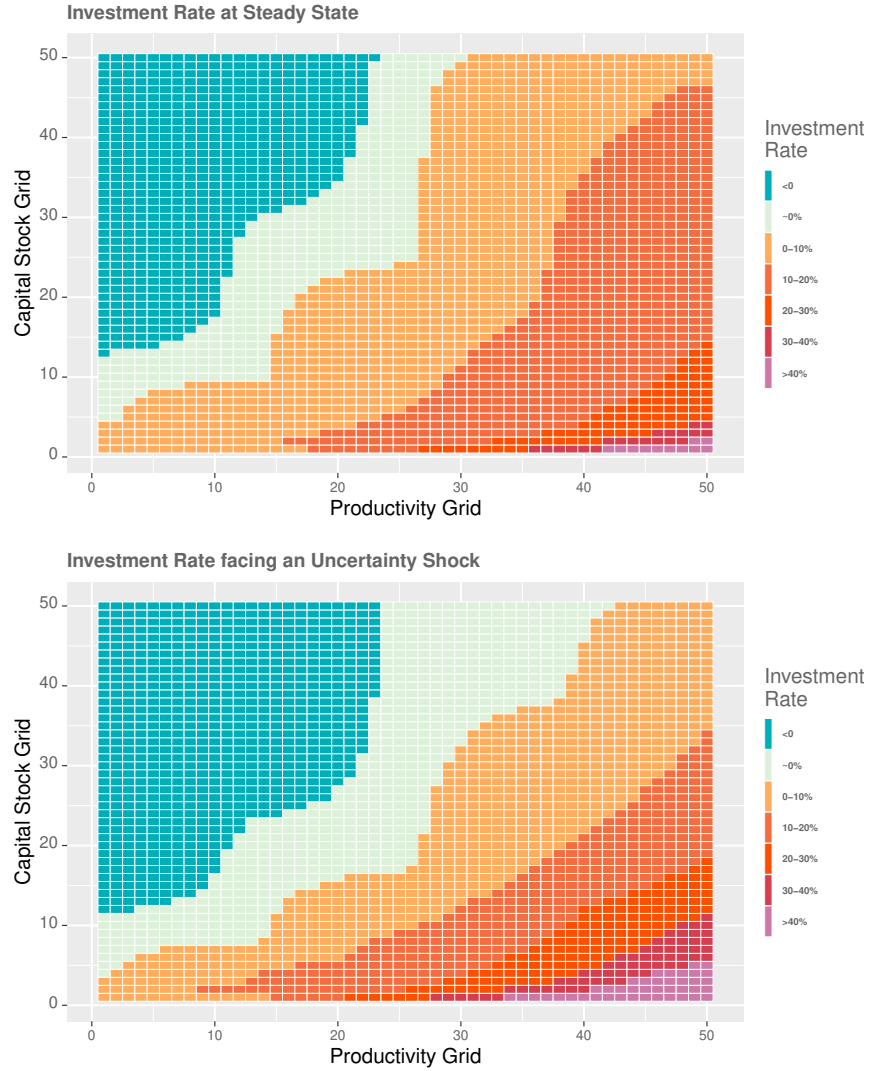 Investment Rate at Steady State
50
40
30
20
10
0
Capital Stock Grid
0 10 20 30 40 50
Productivity Grid
Investment
Rate
<0
~0%
0–10%
10–20%
20–30%
30–40%
>40%
Investment Rate facing an Uncertainty Shock
50
40
30
20
10
0
Capital Stock Grid
0 10 20 30 40 50
Productivity Grid
Investment
Rate
<0
~0%
0–10%
10–20%
20–30%
30–40%
>40%